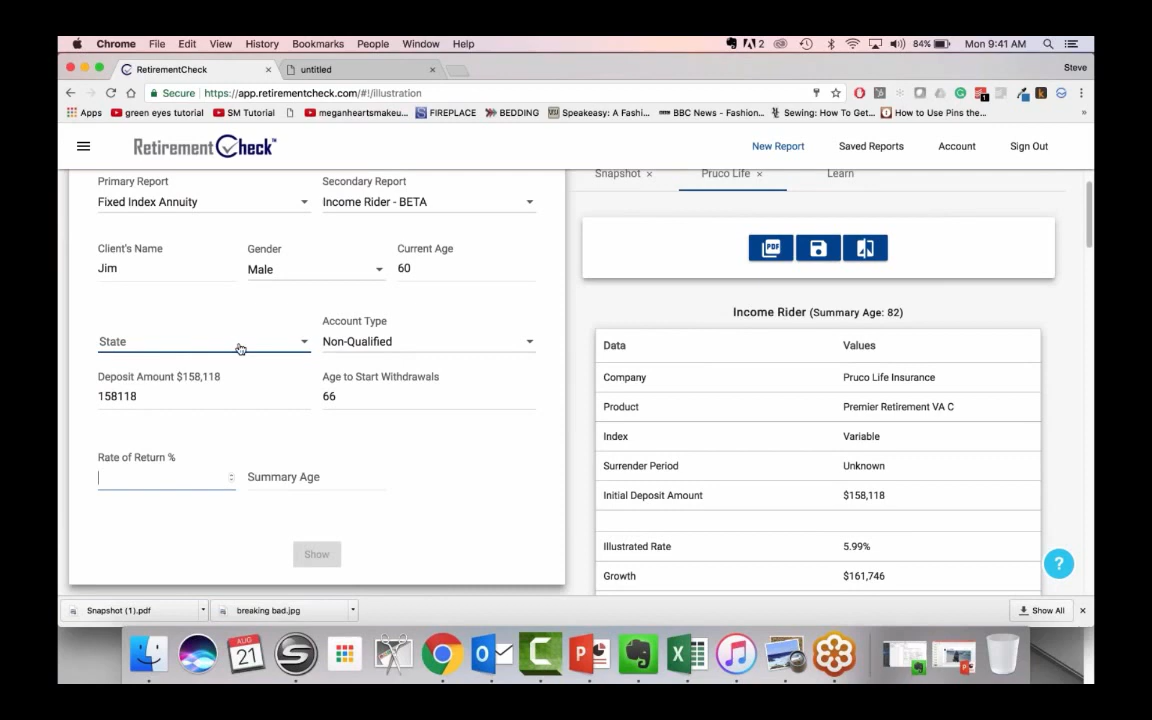 Chrome File Edit View History Bookmarks People Window Help 2 84% Mon 9:41 AM
RetirementCheck × untitled × Steve
Secure https://app.retirementcheck.com/#!/illustration
Apps green eyes tutorial SM Tutorial meganheartsmakeu... FIREPLACE BEDDING Speakeasy: A Fashi... BBC News - Fashion... Sewing: How To Get... How to Use Pins the... »
RetirementCheck™ New Report Saved Reports Account Sign Out
Snapshot × Pruco Life × Learn
Primary Report Secondary Report
Fixed Index Annuity Income Rider - BETA
Client's Name Gender Current Age
Jim Male 60
State
Account Type
Non-Qualified
Deposit Amount $158,118 Age to Start Withdrawals
158118 66
Rate of Return %
Summary Age
Show
PDF
Income Rider (Summary Age: 82)
Data Values
Company Pruco Life Insurance
Product Premier Retirement VA C
Index Variable
Surrender Period Unknown
Initial Deposit Amount $158,118
Illustrated Rate 5.99%
Growth $161,746
?
Snapshot (1).pdf breaking bad.jpg Show All ×
AUG
21